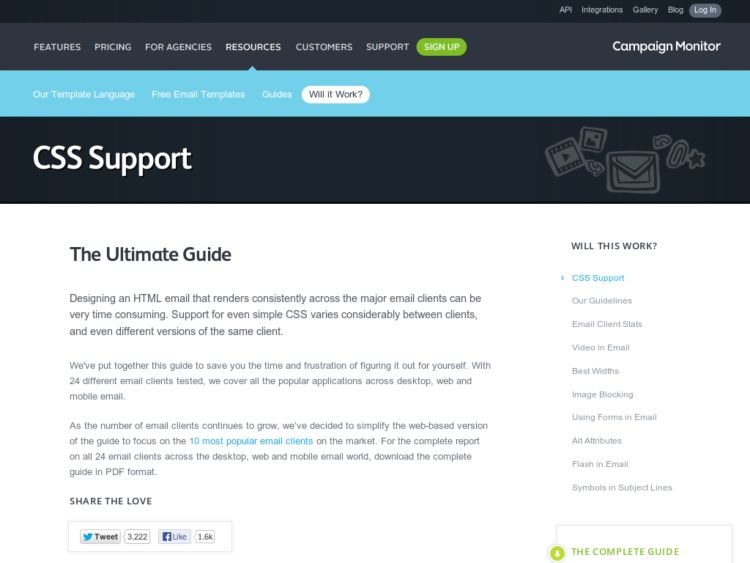 API Integrations Gallery Blog Log In
FEATURES PRICING FOR AGENCIES RESOURCES CUSTOMERS SUPPORT SIGN UP Campaign Monitor
Our Template Language Free Email Templates Guides Will it Work?
CSS Support
The Ultimate Guide
Designing an HTML email that renders consistently across the major email clients can be
very time consuming. Support for even simple CSS varies considerably between clients,
and even different versions of the same client.
We've put together this guide to save you the time and frustration of figuring it out for yourself. With
24 different email clients tested, we cover all the popular applications across desktop, web and
mobile email.
As the number of email clients continues to grow, we've decided to simplify the web-based version
of the guide to focus on the 10 most popular email clients on the market. For the complete report
on all 24 email clients across the desktop, web and mobile email world, download the complete
guide in PDF format.
SHARE THE LOVE
Tweet 3,222 Like 1.6k
WILL THIS WORK?
CSS Support
Our Guidelines
Email Client Stats
Video in Email
Best Widths
Image Blocking
Using Forms in Email
Alt Attributes
Flash in Email
Symbols in Subject Lines
THE COMPLETE GUIDE